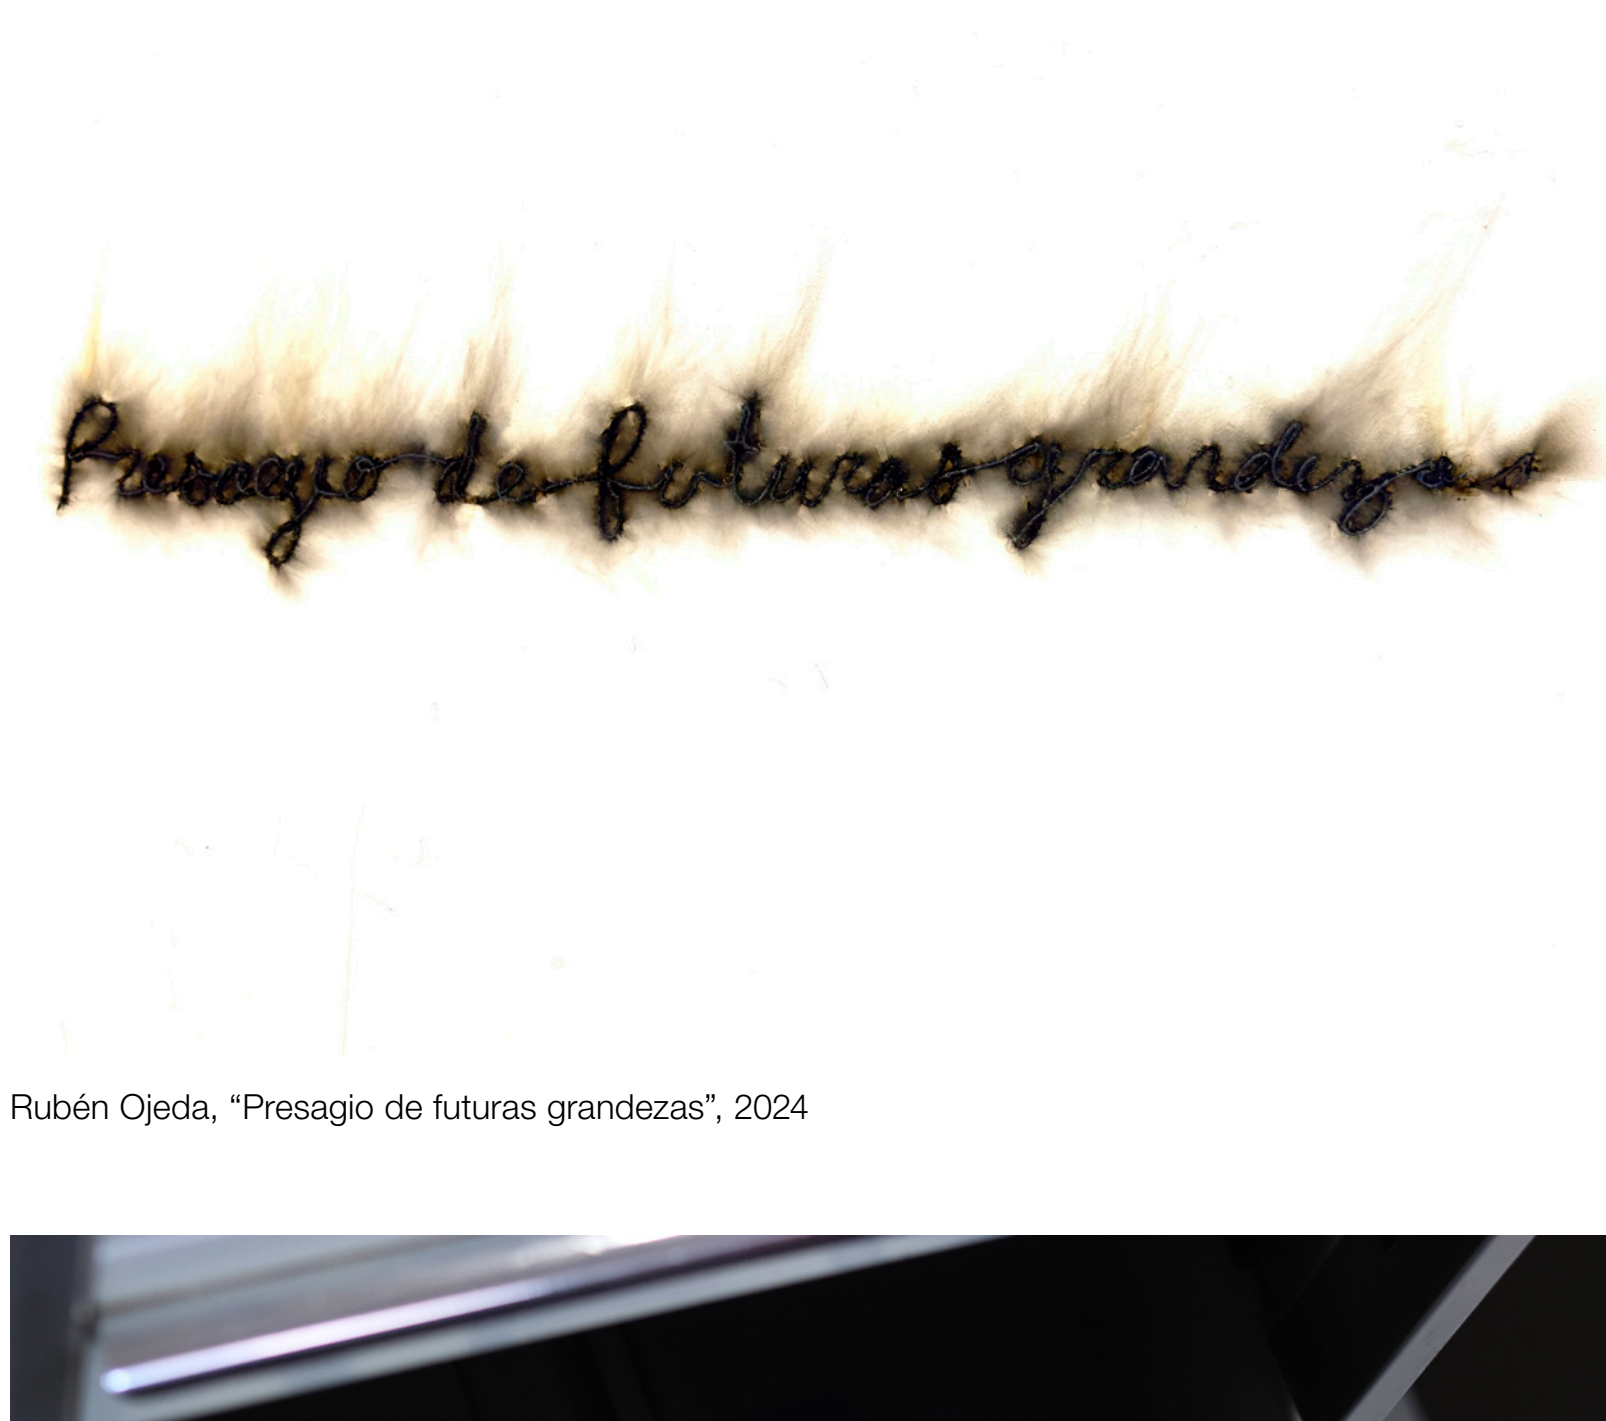 Presagio de futuras grandezas
Rubén Ojeda, “Presagio de futuras grandezas”, 2024